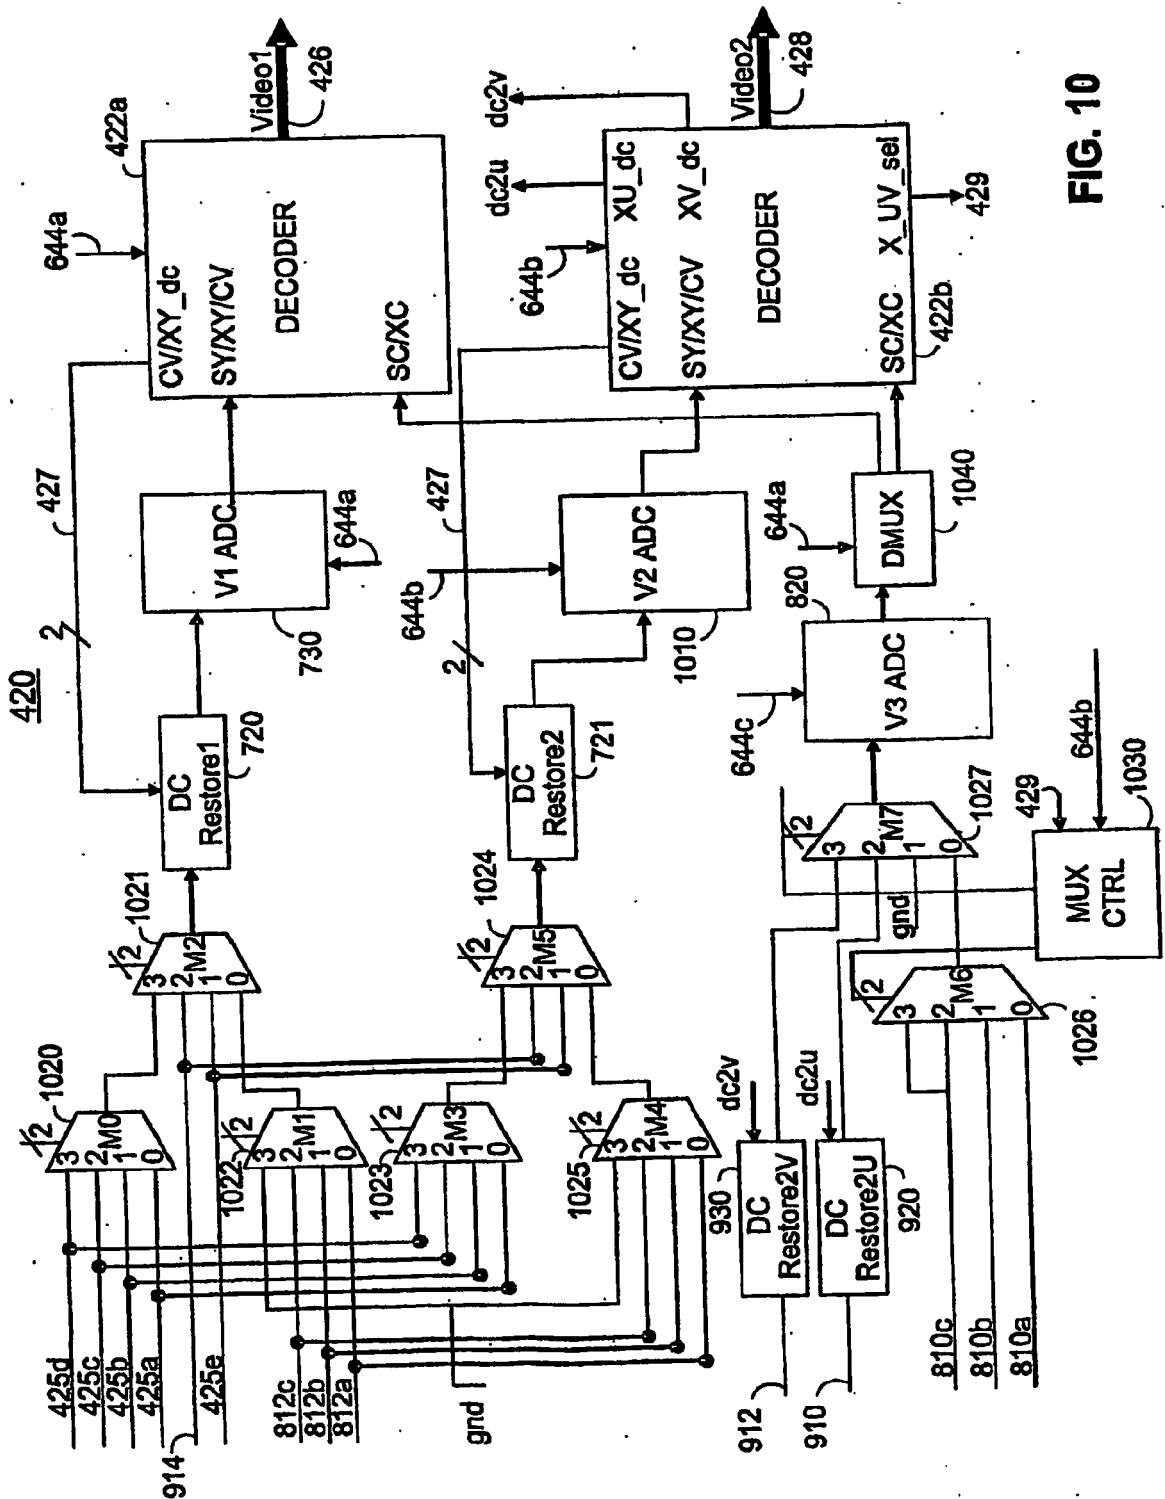 420
425d
425c
425b
425a
914
425e
812c
812b
812a
gnd
3
2
1
0
M0
1020
2
3
2
1
0
M1
1022
2
3
2
1
0
M2
1021
2
DC
Restore1
720
2
427
V1 ADC
730
644a
644a
CV/XY_dc
SY/XY/CV
DECODER
SC/XC
422a
Video1
426
3
2
1
0
M3
1023
2
3
2
1
0
M4
1025
2
3
2
1
0
M5
1024
2
DC
Restore2
721
2
427
644b
V2 ADC
1010
644b
CV/XY_dc
XU_dc
SY/XY/CV
XV_dc
DECODER
SC/XC
X_UV_sel
422b
dc2u
dc2v
Video2
428
429
912
DC
Restore2V
930
dc2v
910
DC
Restore2U
920
dc2u
3
2
1
0
M7
1027
2
gnd
644c
V3 ADC
820
644a
DMUX
1040
810c
810b
810a
3
2
1
0
M6
1026
2
MUX
CTRL
429
644b
1030
FIG. 10